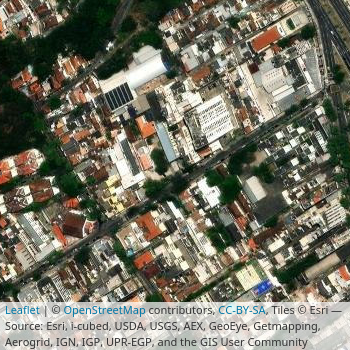 Leaflet | © OpenStreetMap contributors, CC-BY-SA, Tiles © Esri —
Source: Esri, i-cubed, USDA, USGS, AEX, GeoEye, Getmapping,
Aerogrid, IGN, IGP, UPR-EGP, and the GIS User Community